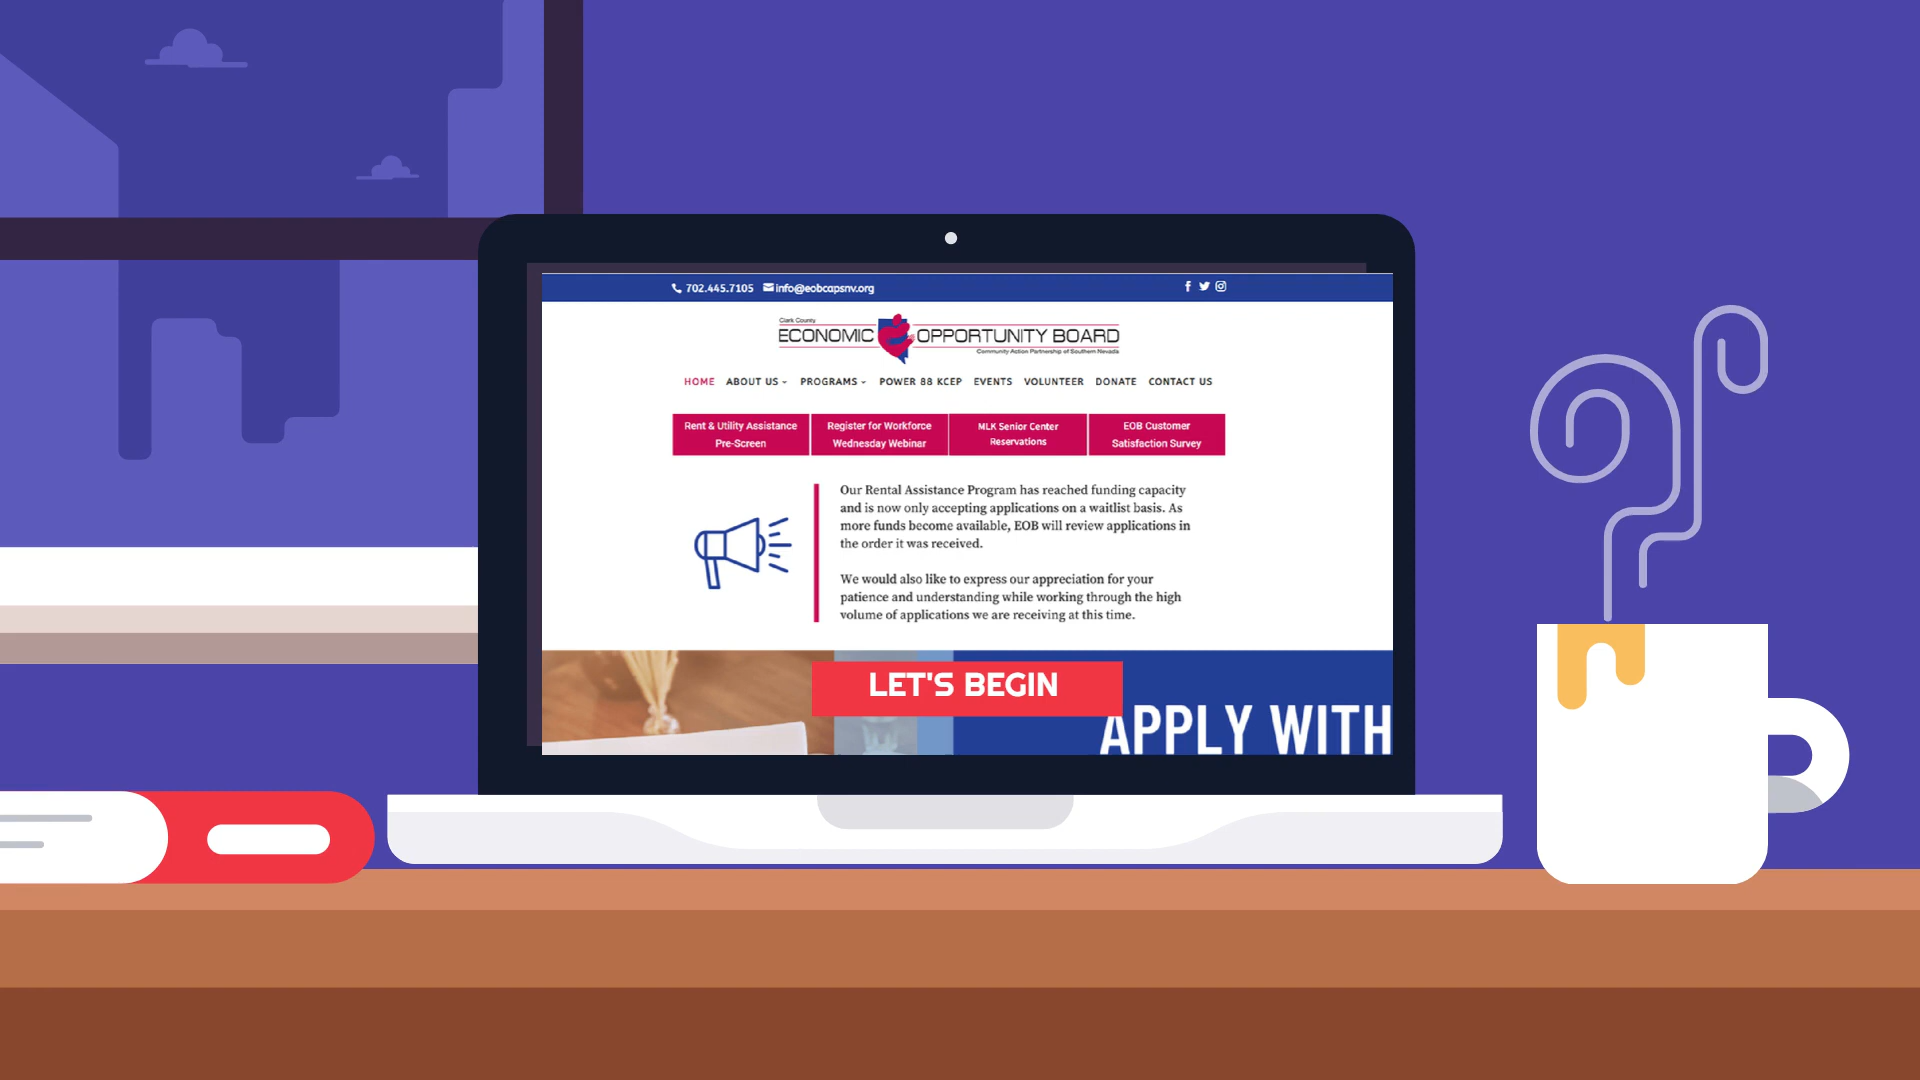 702.445.7105 info@eobcapsnv.org
Clark County
ECONOMIC OPPORTUNITY BOARD
Community Action Partnership of Southern Nevada
HOME ABOUT US PROGRAMS POWER 88 KCEP EVENTS VOLUNTEER DONATE CONTACT US
Rent & Utility Assistance
Pre-Screen
Register for Workforce
Wednesday Webinar
MLK Senior Center
Reservations
EOB Customer
Satisfaction Survey
Our Rental Assistance Program has reached funding capacity
and is now only accepting applications on a waitlist basis. As
more funds become available, EOB will review applications in
the order it was received.
We would also like to express our appreciation for your
patience and understanding while working through the high
volume of applications we are receiving at this time.
LET'S BEGIN
APPLY WITH